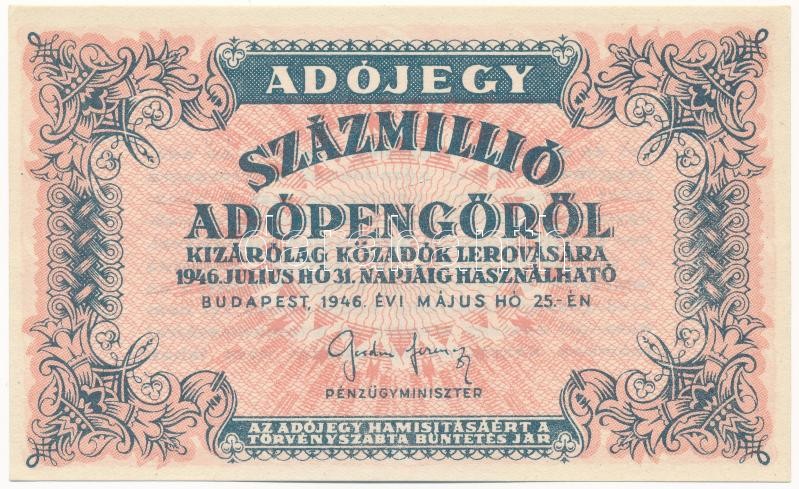 ADÓJEGY
SZÁZMILLIÓ
ADÓPENGŐRŐL
KIZÁRÓLAG KÖZADÓK LEROVÁSÁRA
1946. JULIUS HÓ 31. NAPJÁIG HASZNÁLHATÓ
BUDAPEST, 1946. ÉVI MÁJUS HÓ 25.-ÉN
PÉNZÜGYMINISZTER
AZ ADÓJEGY HAMISITÁSÁÉRT A
TÖRVÉNYSZABTA BÜNTETÉS JÁR